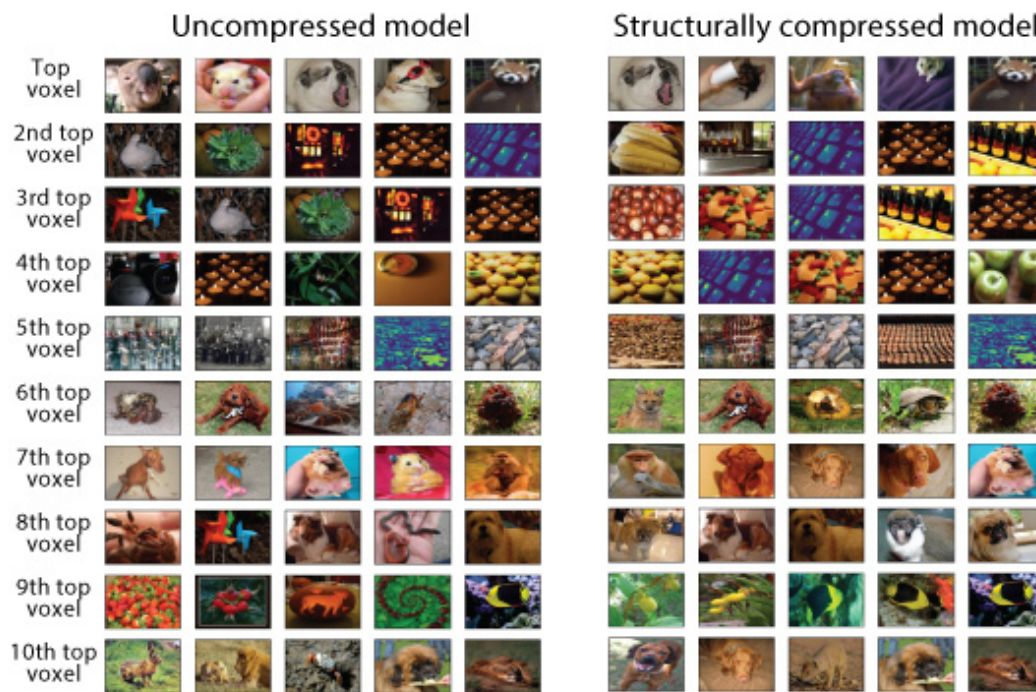 Uncompressed model
Structurally compressed model
Top
voxel
2nd top
voxel
3rd top
voxel
4th top
voxel
5th top
voxel
6th top
voxel
7th top
voxel
8th top
voxel
9th top
voxel
10th top
voxel